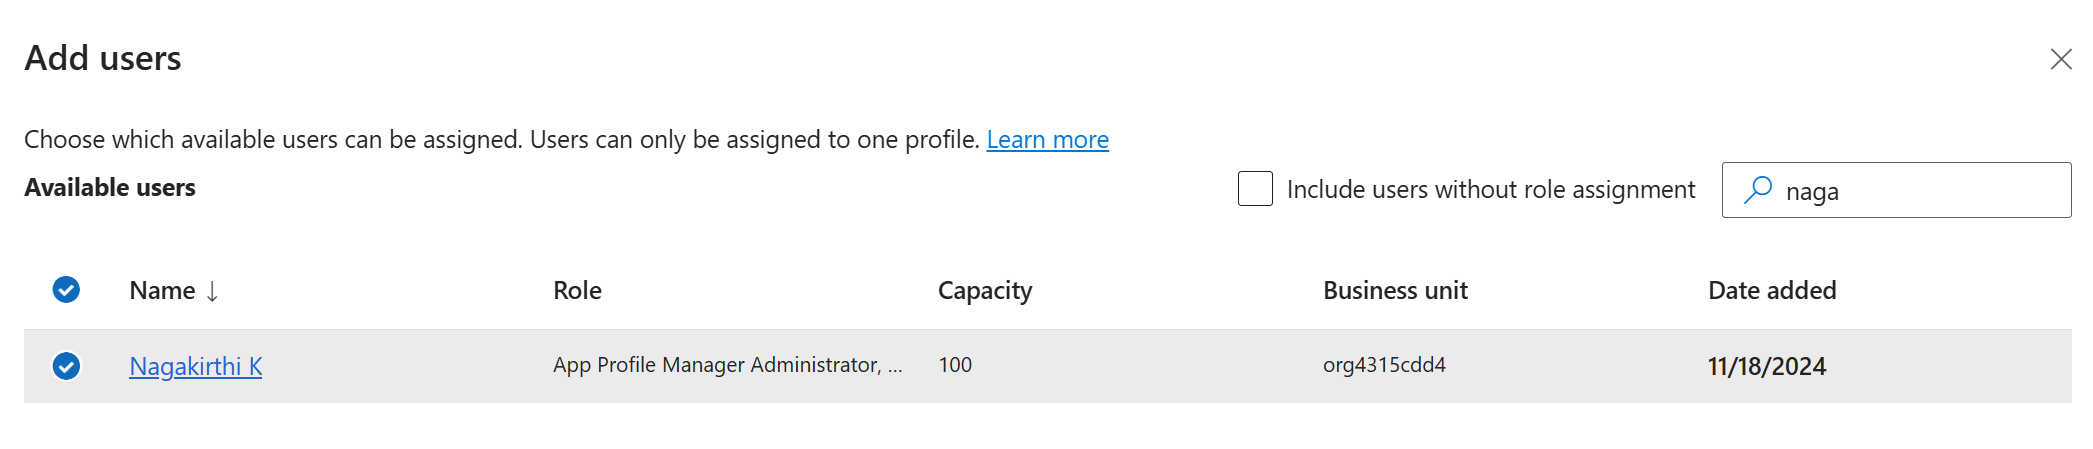 Add users
Choose which available users can be assigned. Users can only be assigned to one profile. Learn more
Available users
Include users without role assignment
naga
Name ↓ Role Capacity Business unit Date added
Nagakirthi K App Profile Manager Administrator, ... 100 org4315cdd4 11/18/2024